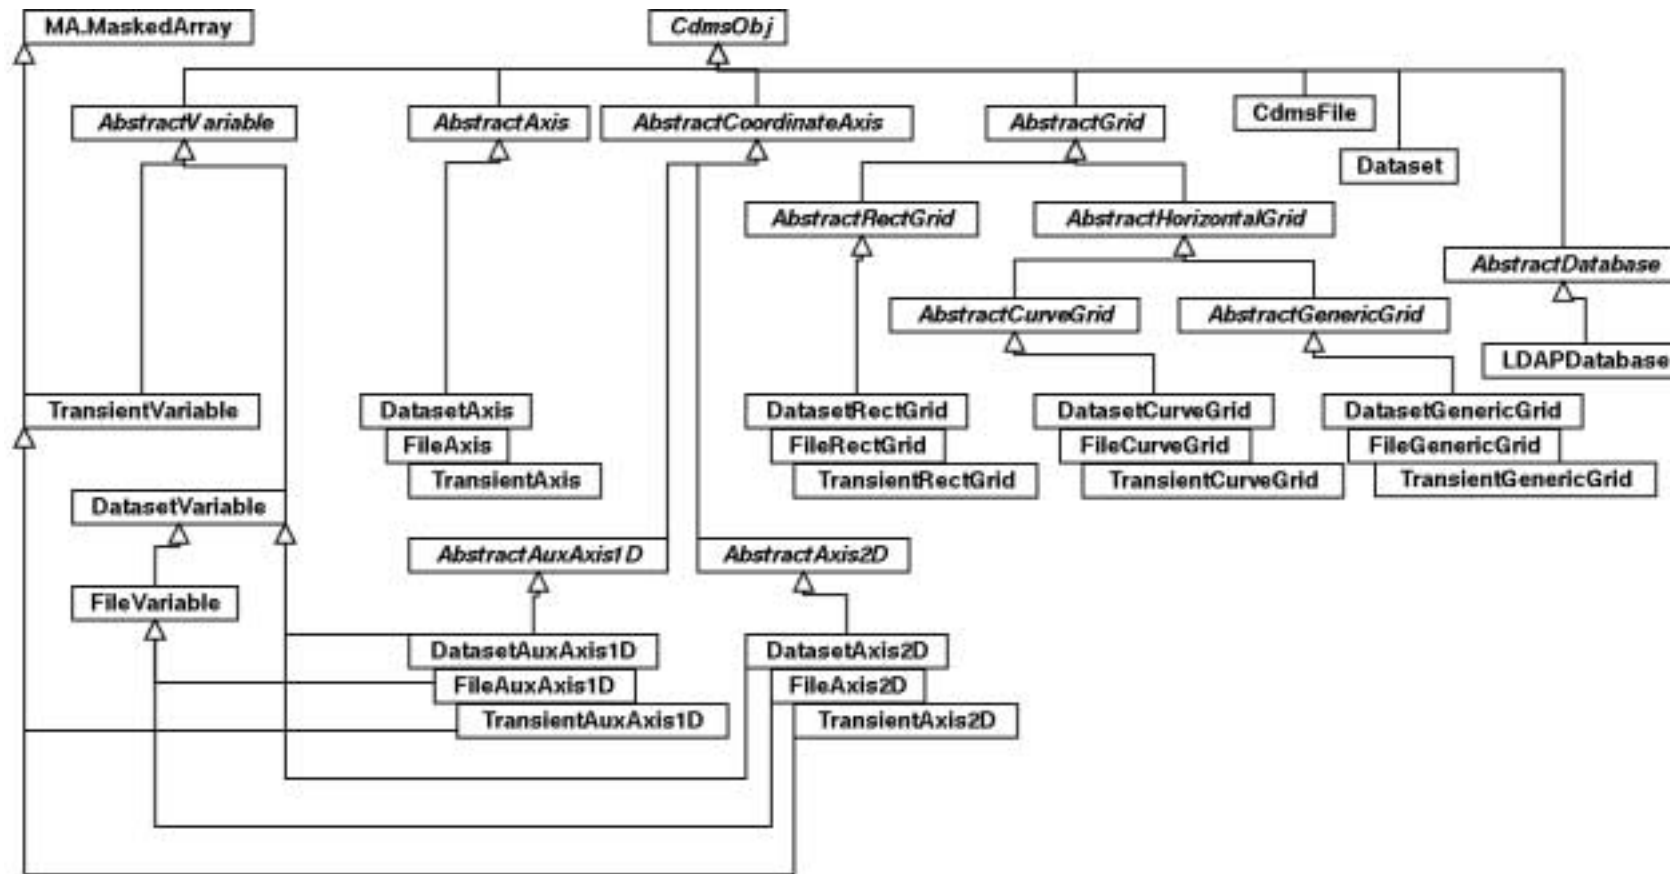 MA.MaskedArray
CdmsObj
AbstractVariable
AbstractAxis
AbstractCoordinateAxis
AbstractGrid
CdmsFile
Dataset
AbstractRectGrid
AbstractHorizontalGrid
AbstractDatabase
AbstractCurveGrid
AbstractGenericGrid
LDAPDatabase
TransientVariable
DatasetAxis
FileAxis
TransientAxis
DatasetRectGrid
FileRectGrid
TransientRectGrid
DatasetCurveGrid
FileCurveGrid
TransientCurveGrid
DatasetGenericGrid
FileGenericGrid
TransientGenericGrid
DatasetVariable
AbstractAuxAxis1D
AbstractAxis2D
FileVariable
DatasetAuxAxis1D
FileAuxAxis1D
TransientAuxAxis1D
DatasetAxis2D
FileAxis2D
TransientAxis2D